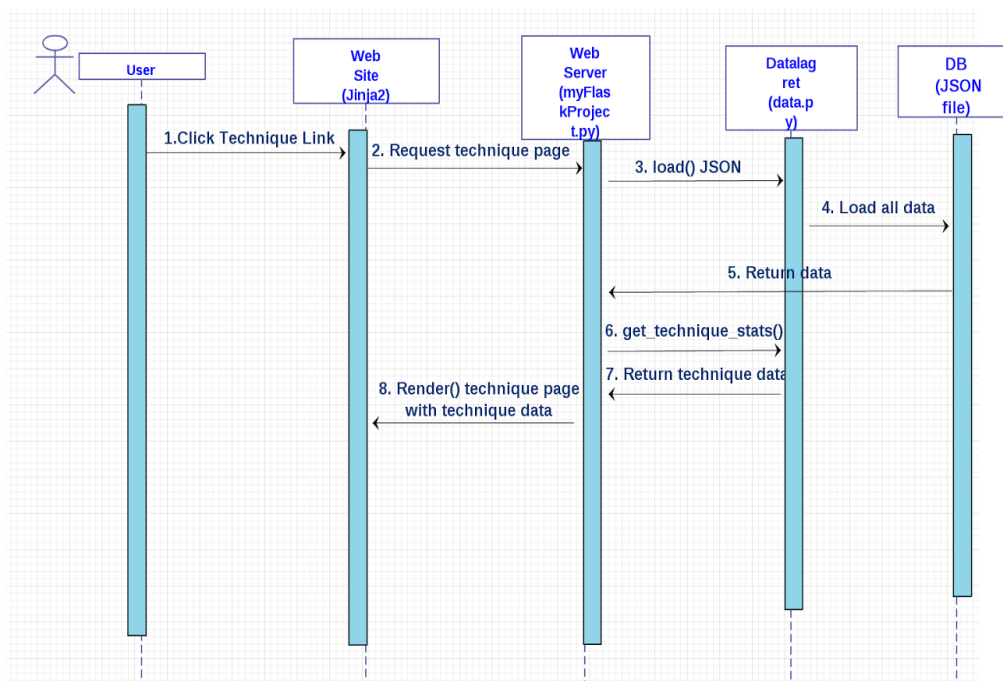 User
Web
Site
(Jinja2)
Web
Server
(myFlas
kProjec
t.py)
Datalag
ret
(data.p
y)
DB
(JSON
file)
1.Click Technique Link
2. Request technique page
3. load() JSON
4. Load all data
5. Return data
6. get_technique_stats()
7. Return technique data
8. Render() technique page
with technique data